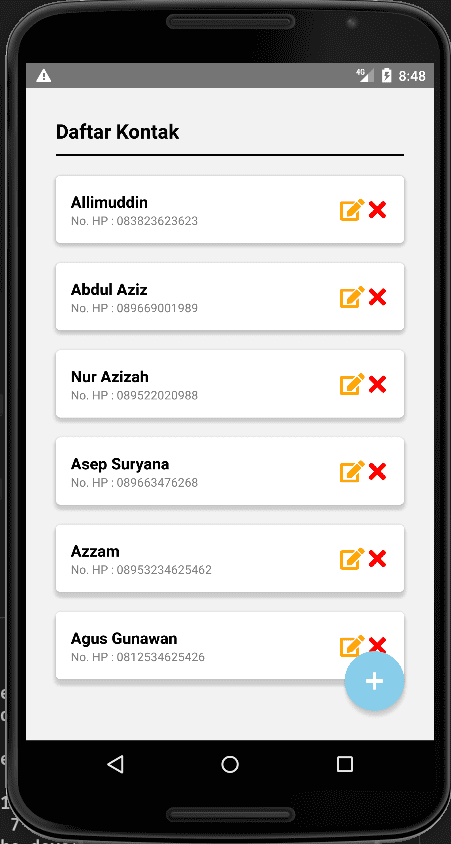 4G 8:48
Daftar Kontak
Allimuddin
No. HP : 083823623623
Abdul Aziz
No. HP : 089669001989
Nur Azizah
No. HP : 089522020988
Asep Suryana
No. HP : 089663476268
Azzam
No. HP : 08953234625462
Agus Gunawan
No. HP : 0812534625426